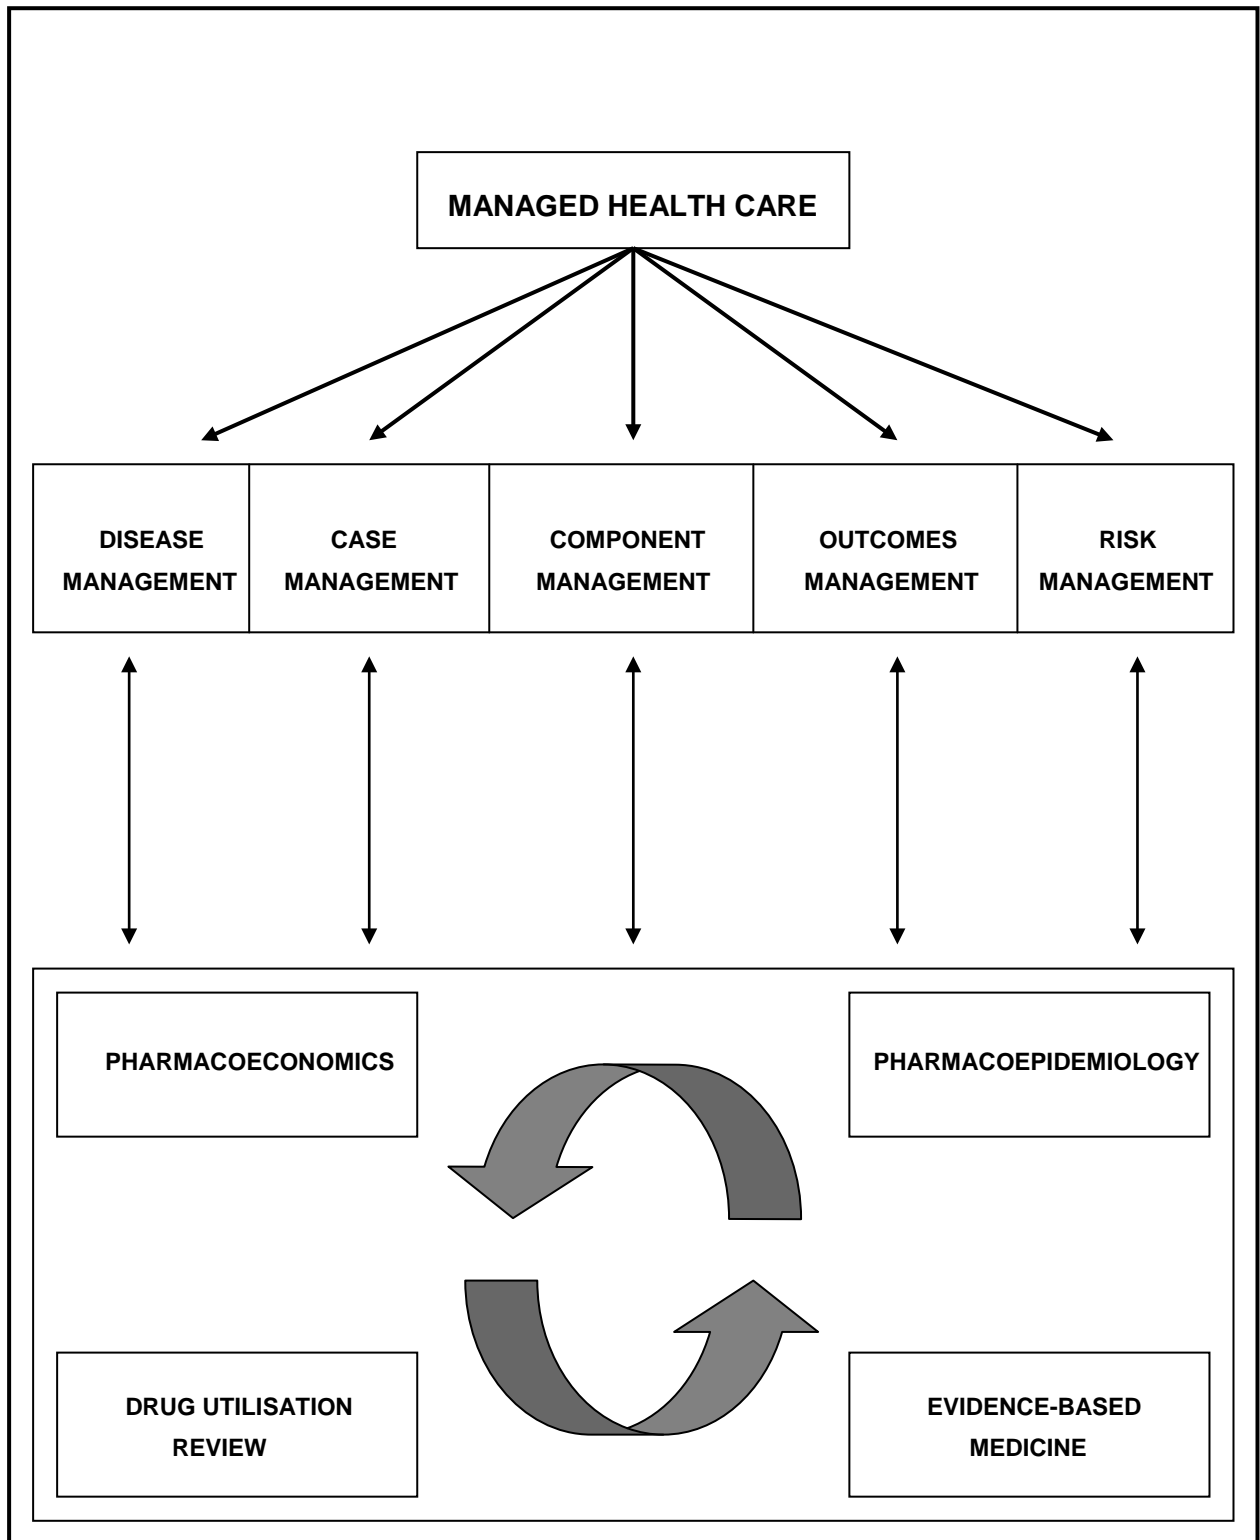 MANAGED HEALTH CARE
DISEASE
MANAGEMENT
CASE
MANAGEMENT
COMPONENT
MANAGEMENT
OUTCOMES
MANAGEMENT
RISK
MANAGEMENT
PHARMACOECONOMICS
PHARMACOEPIDEMIOLOGY
DRUG UTILISATION
REVIEW
EVIDENCE-BASED
MEDICINE